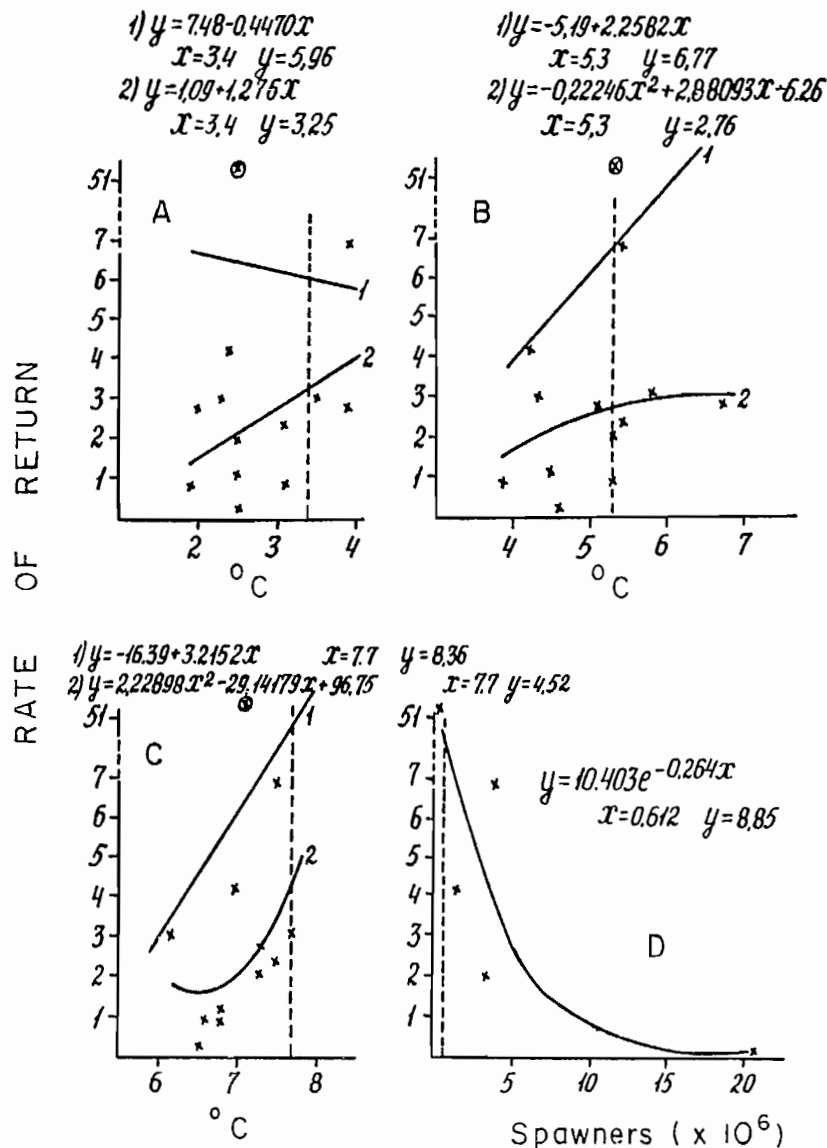 1) y=7.48-0.4470x
x=3.4 y=5,96
2) y=1,09+1,276x
x=3.4 y=3,25
1) y=-5,19+2.2582x
x=5,3 y=6,77
2) y=-0,22246x²+2,88093x-6.26
x=5,3 y=2,76
51
A
7
6
5
4
3
2
1
1
2
2 3 4
°C
51
B
7
6
5
4
3
2
1
1
2
4 5 6 7
°C
RATE OF RETURN
1) y=-16.39+3.2152x x=7.7 y=8,36
2) y=2,22898x²-29,14179x+96,75 x=7,7 y=4,52
51
C
7
6
5
4
3
2
1
1
2
6 7 8
°C
51
y=10.403e^-0,264x
x=0,612 y=8,85
7
6
5
4
3
2
1
D
5 10 15 20
Spawners (x 10⁶)